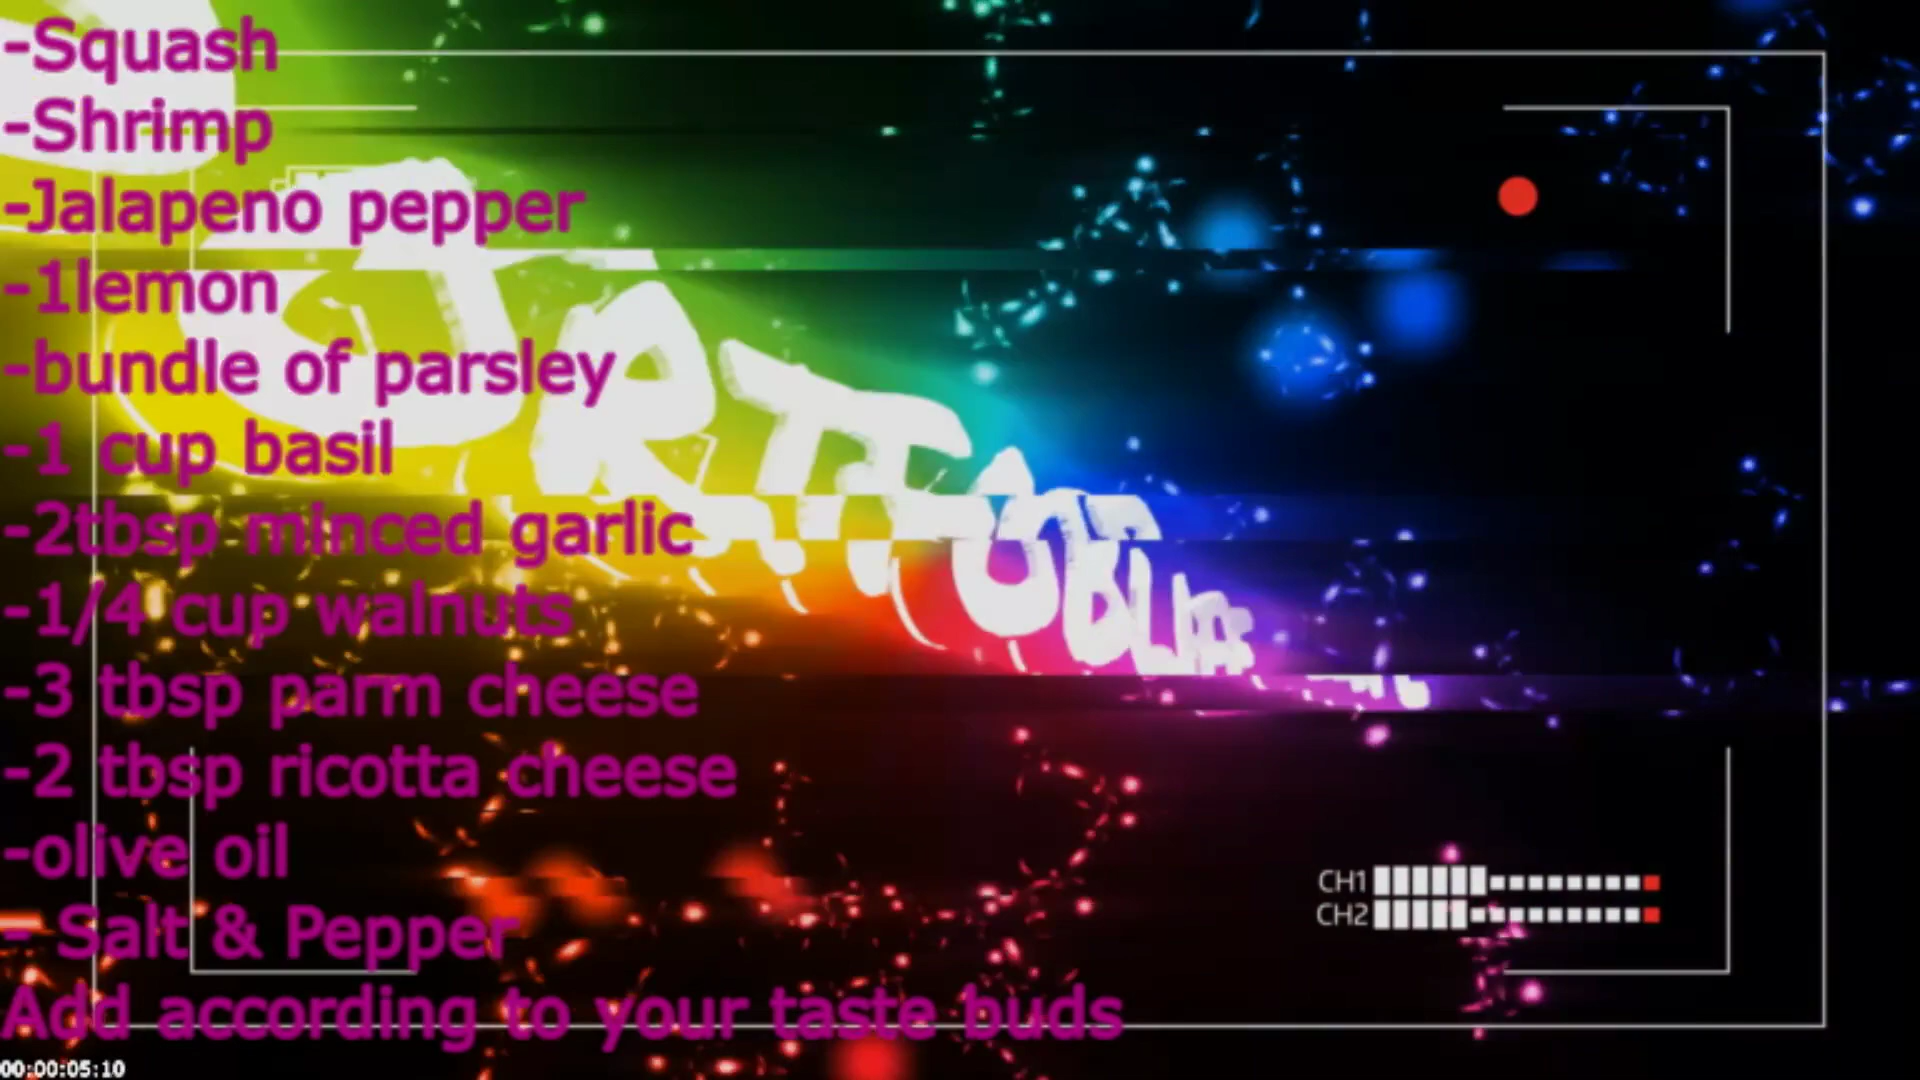 -Squash
-Shrimp
-Jalapeno pepper
-1lemon
-bundle of parsley
-1 cup basil
-2tbsp minced garlic
-1/4 cup walnuts
-3 tbsp parm cheese
-2 tbsp ricotta cheese
-olive oil
- Salt & Pepper
Add according to your taste buds
CH1
CH2
00:00:05:10